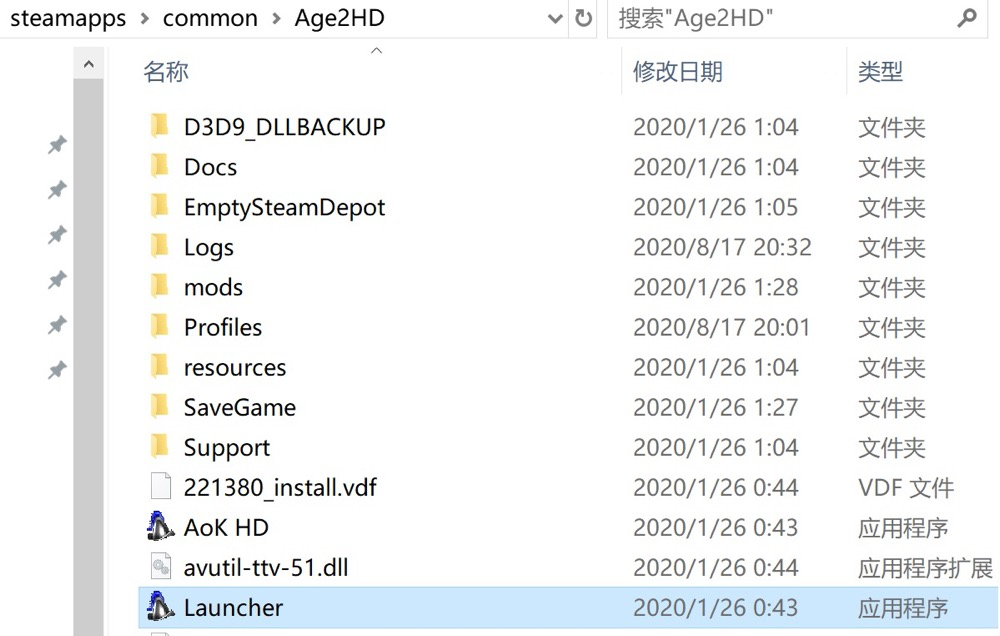 steamapps > common > Age2HD 搜索"Age2HD"
名称 修改日期 类型
D3D9_DLLBACKUP 2020/1/26 1:04 文件夹
Docs 2020/1/26 1:04 文件夹
EmptySteamDepot 2020/1/26 1:05 文件夹
Logs 2020/8/17 20:32 文件夹
mods 2020/1/26 1:28 文件夹
Profiles 2020/8/17 20:01 文件夹
resources 2020/1/26 1:04 文件夹
SaveGame 2020/1/26 1:27 文件夹
Support 2020/1/26 1:04 文件夹
221380_install.vdf 2020/1/26 0:44 VDF 文件
AoK HD 2020/1/26 0:43 应用程序
avutil-ttv-51.dll 2020/1/26 0:44 应用程序扩展
Launcher 2020/1/26 0:43 应用程序